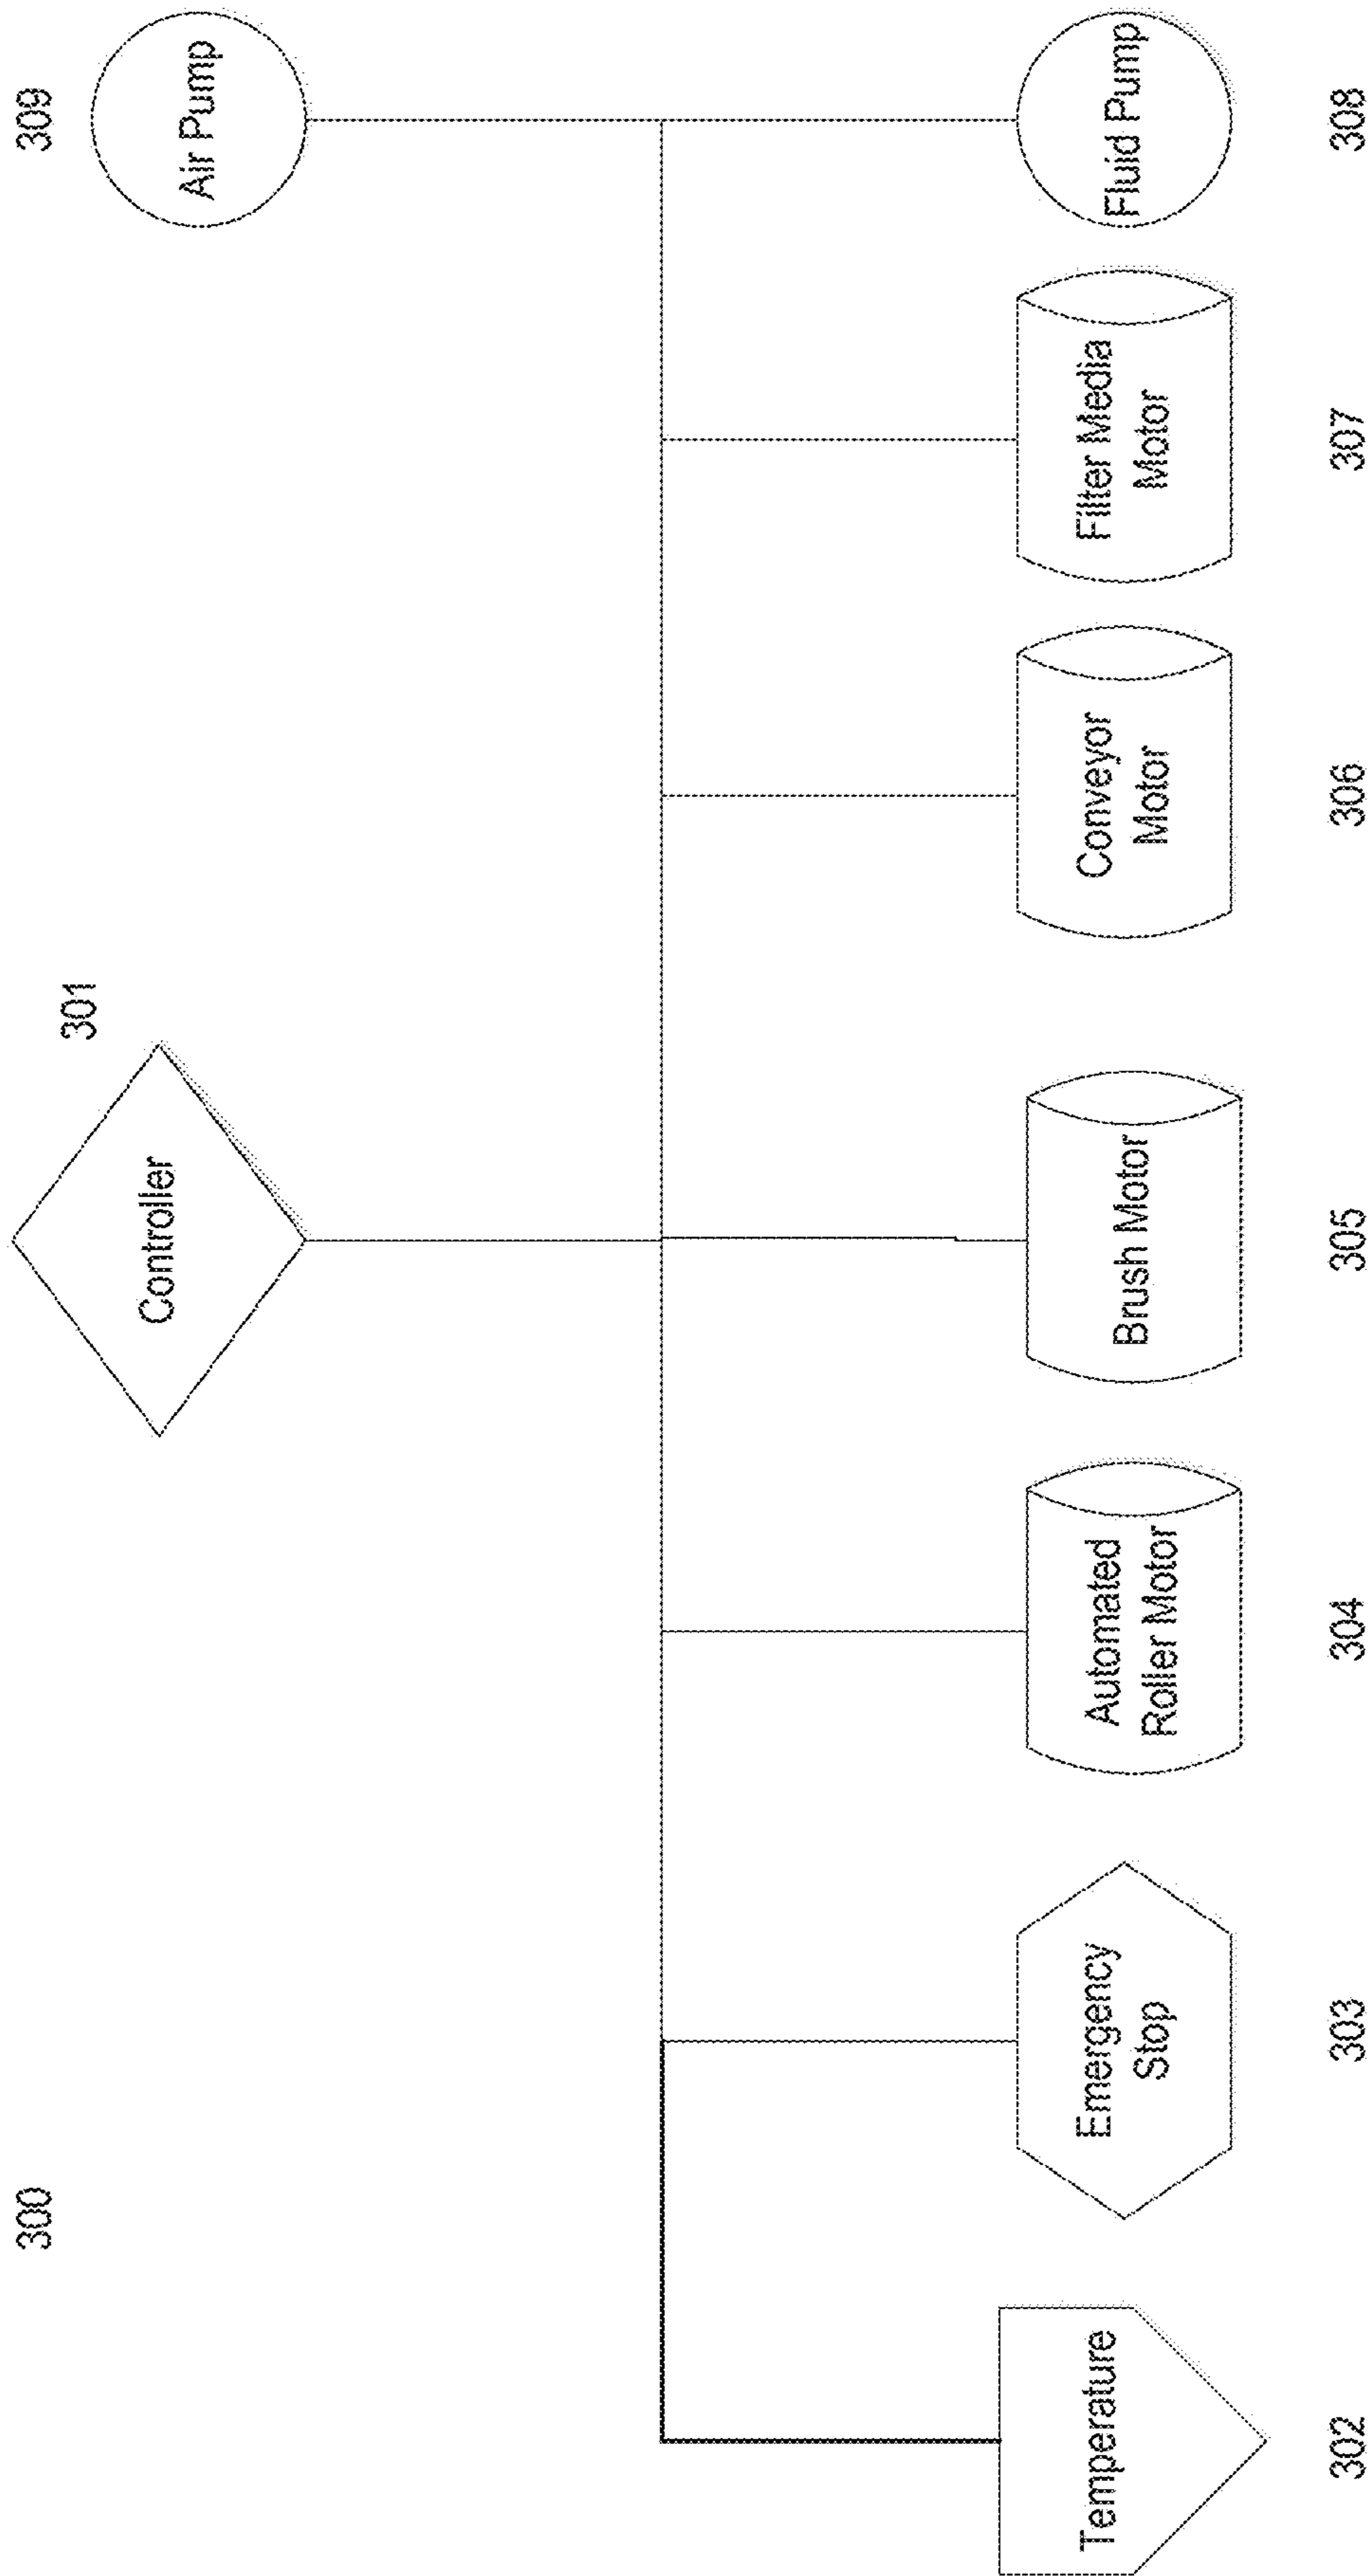 300
301
309
Controller
Air Pump
Temperature
Emergency
Stop
Automated
Roller Motor
Brush Motor
Conveyor
Motor
Filter Media
Motor
Fluid Pump
302
303
304
305
306
307
308